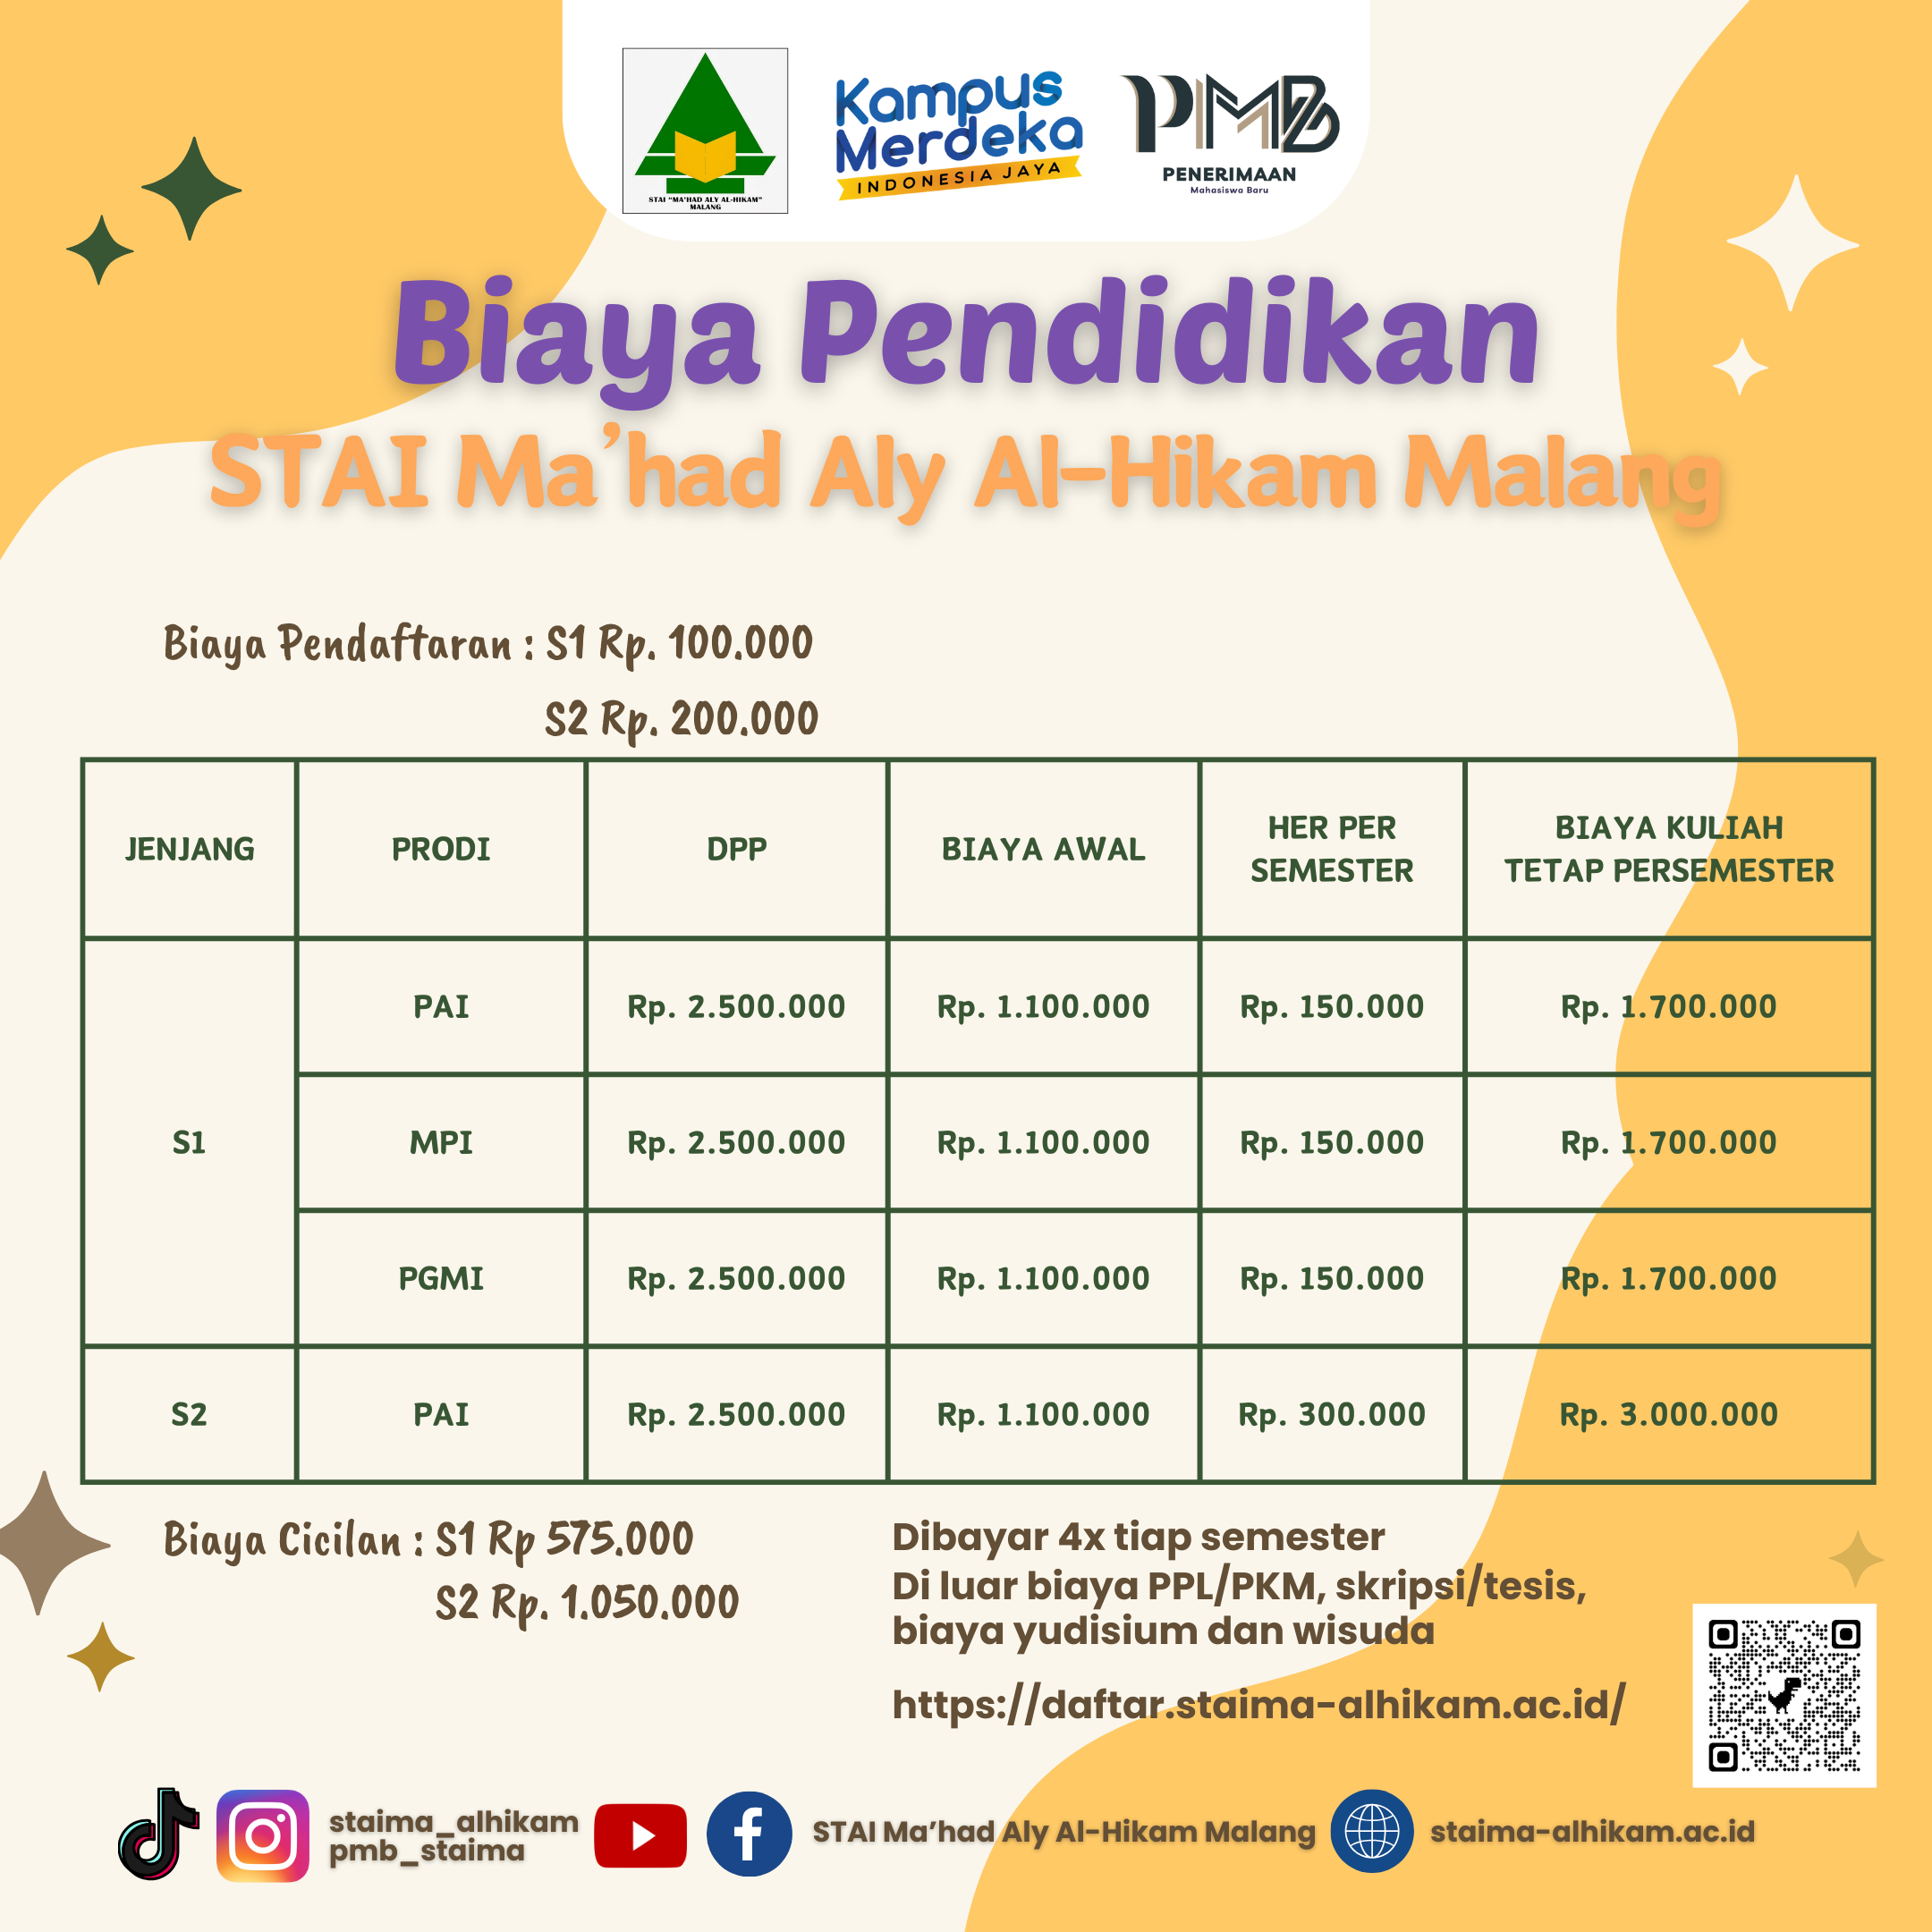 STAI "MA'HAD ALY AL-HIKAM"
MALANG
Kampus
Merdeka
INDONESIA JAYA
PMB
PENERIMAAN
Mahasiswa Baru
Biaya Pendidikan
STAI Ma'had Aly Al-Hikam Malang
Biaya Pendaftaran : S1 Rp. 100.000
S2 Rp. 200.000
JENJANG PRODI DPP BIAYA AWAL HER PER SEMESTER BIAYA KULIAH TETAP PERSEMESTER
S1 PAI Rp. 2.500.000 Rp. 1.100.000 Rp. 150.000 Rp. 1.700.000
MPI Rp. 2.500.000 Rp. 1.100.000 Rp. 150.000 Rp. 1.700.000
PGMI Rp. 2.500.000 Rp. 1.100.000 Rp. 150.000 Rp. 1.700.000
S2 PAI Rp. 2.500.000 Rp. 1.100.000 Rp. 300.000 Rp. 3.000.000
Biaya Cicilan : S1 Rp 575.000
S2 Rp. 1.050.000
Dibayar 4x tiap semester
Di luar biaya PPL/PKM, skripsi/tesis,
biaya yudisium dan wisuda
https://daftar.staima-alhikam.ac.id/
staima_alhikam
pmb_staima
STAI Ma'had Aly Al-Hikam Malang
staima-alhikam.ac.id